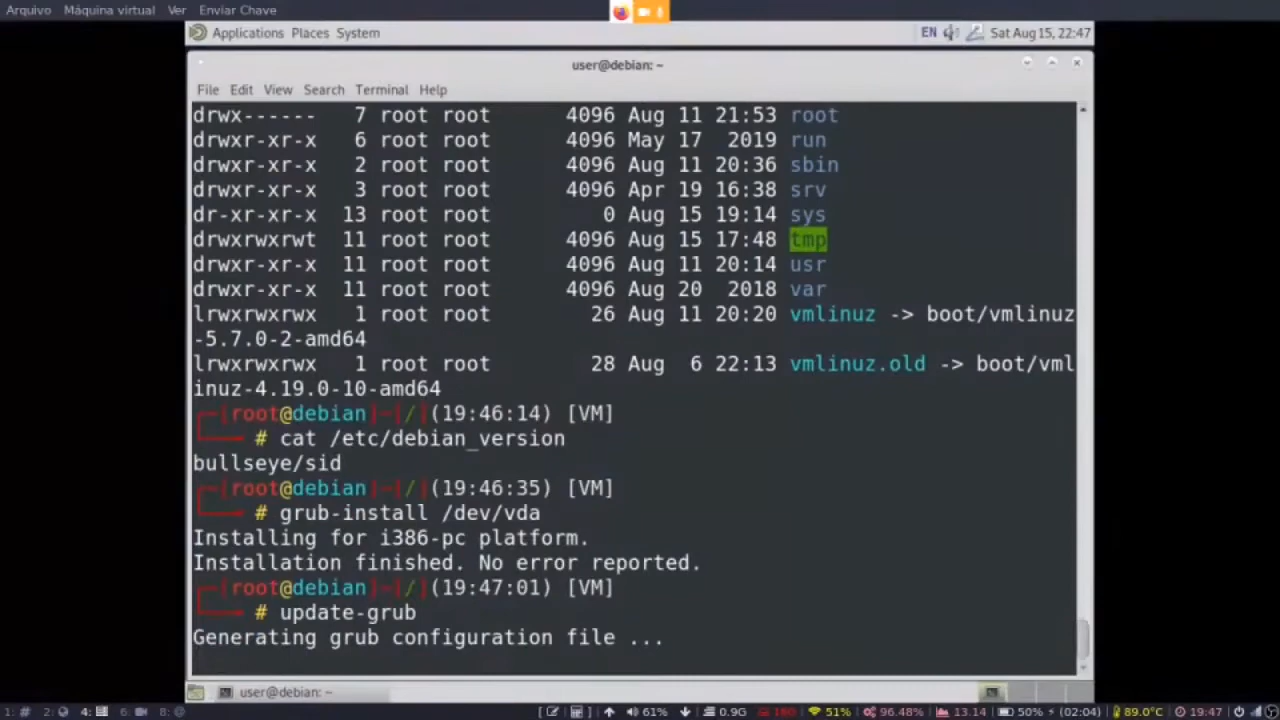 Arquivo Máquina virtual Ver Enviar Chave
Applications Places System EN Sat Aug 15, 22:47
user@debian: ~
File Edit View Search Terminal Help
drwx------ 7 root root 4096 Aug 11 21:53 root
drwxr-xr-x 6 root root 4096 May 17 2019 run
drwxr-xr-x 2 root root 4096 Aug 11 20:36 sbin
drwxr-xr-x 3 root root 4096 Apr 19 16:38 srv
dr-xr-xr-x 13 root root 0 Aug 15 19:14 sys
drwxrwxrwt 11 root root 4096 Aug 15 17:48 tmp
drwxr-xr-x 11 root root 4096 Aug 11 20:14 usr
drwxr-xr-x 11 root root 4096 Aug 20 2018 var
lrwxrwxrwx 1 root root 26 Aug 11 20:20 vmlinuz -> boot/vmlinuz
-5.7.0-2-amd64
lrwxrwxrwx 1 root root 28 Aug 6 22:13 vmlinuz.old -> boot/vml
inuz-4.19.0-10-amd64
[root@debian]-[/](19:46:14) [VM]
# cat /etc/debian_version
bullseye/sid
[root@debian]-[/](19:46:35) [VM]
# grub-install /dev/vda
Installing for i386-pc platform.
Installation finished. No error reported.
[root@debian]-[/](19:47:01) [VM]
# update-grub
Generating grub configuration file ...
user@debian: ~
1: 2: 4: 6: 8: 61% 0.9G 51% 96.48% 13.14 50% (02:04) 89.0°C 19:47